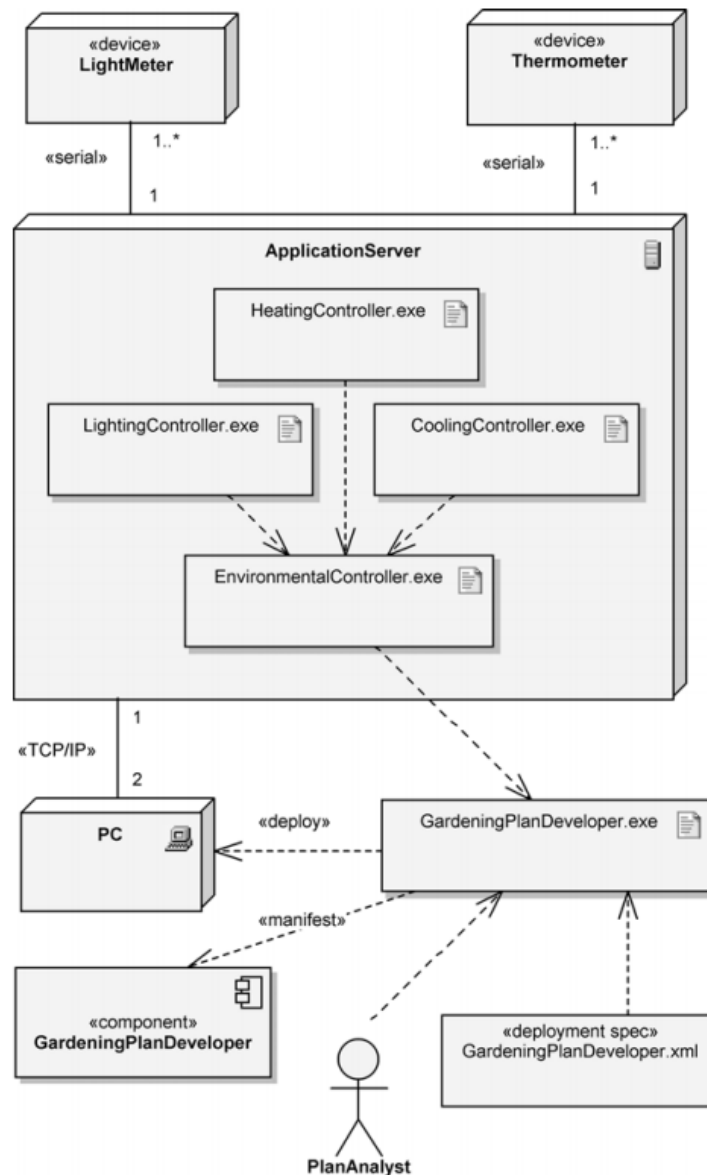 «device»
LightMeter
«device»
Thermometer
1..*
«serial»
1
1..*
«serial»
1
ApplicationServer
HeatingController.exe
LightingController.exe
CoolingController.exe
EnvironmentalController.exe
1
«TCP/IP»
2
PC
«deploy»
GardeningPlanDeveloper.exe
«manifest»
«component»
GardeningPlanDeveloper
«deployment spec»
GardeningPlanDeveloper.xml
PlanAnalyst